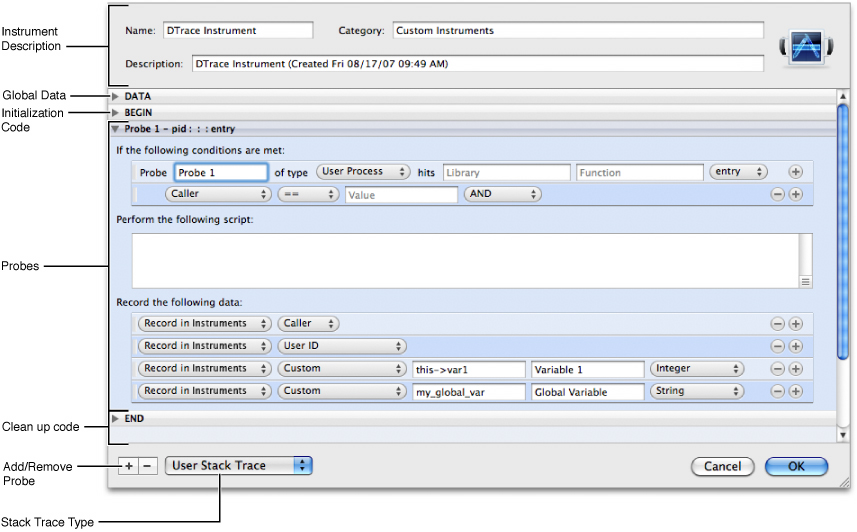 Instrument
Description
Name: DTrace Instrument Category: Custom Instruments
Description: DTrace Instrument (Created Fri 08/17/07 09:49 AM)
Global Data
DATA
Initialization
Code
BEGIN
Probe 1 - pid : : : entry
If the following conditions are met:
Probe Probe 1 of type User Process hits Library Function entry
Caller == Value AND
Perform the following script:
Probes
Record the following data:
Record in Instruments Caller
Record in Instruments User ID
Record in Instruments Custom this->var1 Variable 1 Integer
Record in Instruments Custom my_global_var Global Variable String
Clean up code
END
Add/Remove
Probe
+ − User Stack Trace Cancel OK
Stack Trace Type